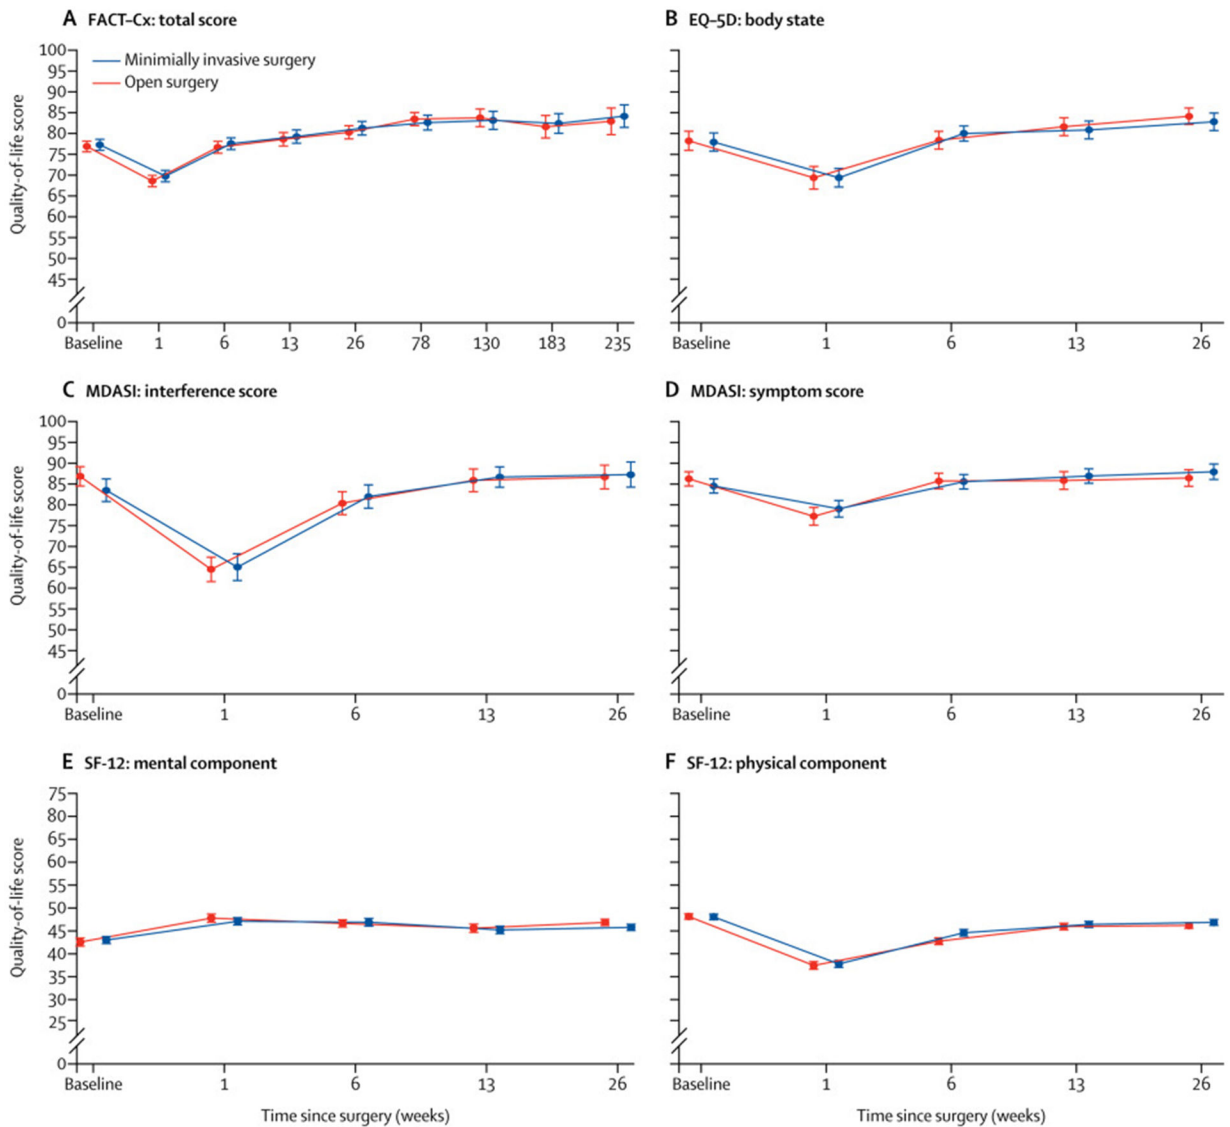 A FACT–Cx: total score
Minimially invasive surgery
Open surgery
Quality-of-life score
100
95
90
85
80
75
70
65
60
55
50
45
0
Baseline 1 6 13 26 78 130 183 235
B EQ–5D: body state
Baseline 1 6 13 26
C MDASI: interference score
Quality-of-life score
100
95
90
85
80
75
70
65
60
55
50
45
0
Baseline 1 6 13 26
D MDASI: symptom score
Baseline 1 6 13 26
E SF-12: mental component
Quality-of-life score
75
80
65
60
55
50
45
40
35
30
25
0
Baseline 1 6 13 26
Time since surgery (weeks)
F SF-12: physical component
Baseline 1 6 13 26
Time since surgery (weeks)